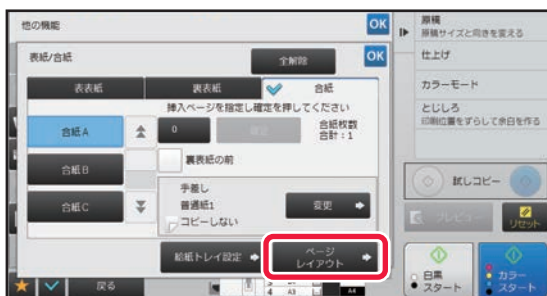 他の機能
OK
表紙/合紙
全解除
OK
表表紙
裏表紙
合紙
挿入ページを指定し確定を押してください
合紙A
0
確定
合紙枚数
合計:1
合紙B
裏表紙の前
合紙C
手差し
普通紙1
コピーしない
変更
給紙トレイ設定
ページ
レイアウト
戻る
4 A3
A4
原稿
原稿サイズと向きを変える
仕上げ
カラーモード
とじしろ
印刷位置をずらして余白を作る
試しコピー
プレビュー
リセット
白黒
スタート
カラー
スタート